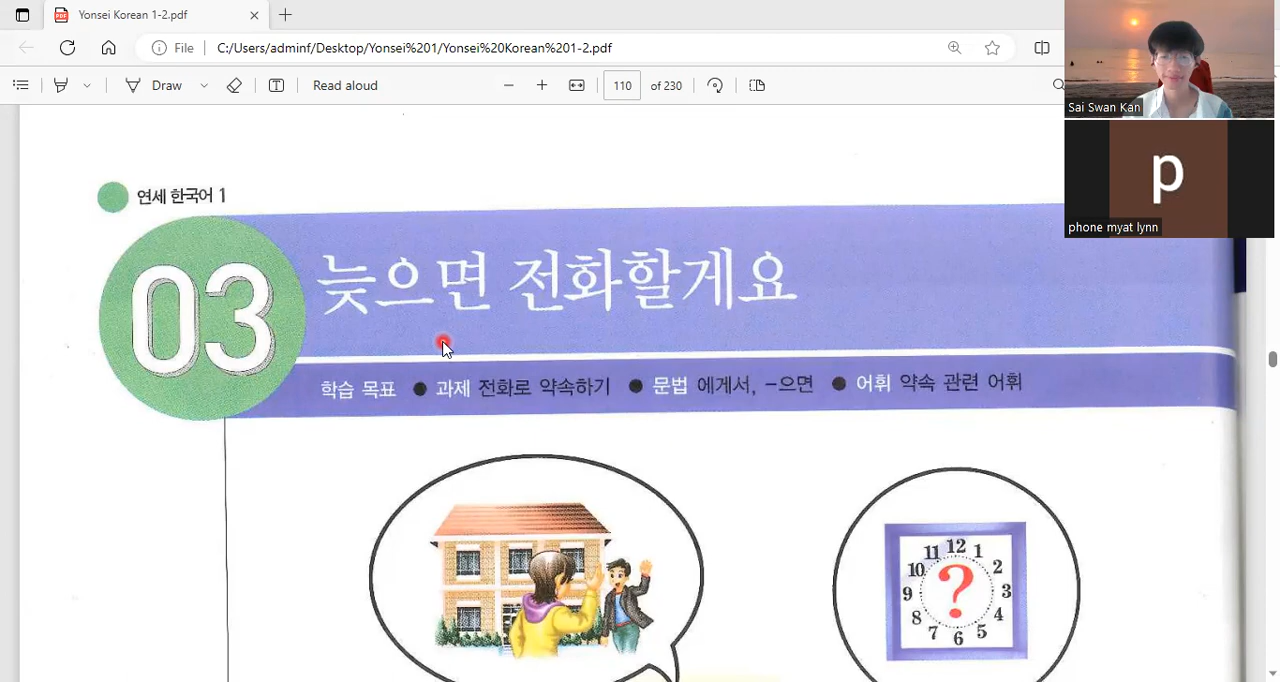 Yonsei Korean 1-2.pdf
File C:/Users/adminf/Desktop/Yonsei%201/Yonsei%20Korean%201-2.pdf
Draw Read aloud 110 of 230
Sai Swan Kan
p
phone myat lynn
연세 한국어 1
03 늦으면 전화할게요
학습 목표 ● 과제 전화로 약속하기 ● 문법 에게서, -으면 ● 어휘 약속 관련 어휘
11 12 1
10 2
9 ? 3
8 4
7 6 5